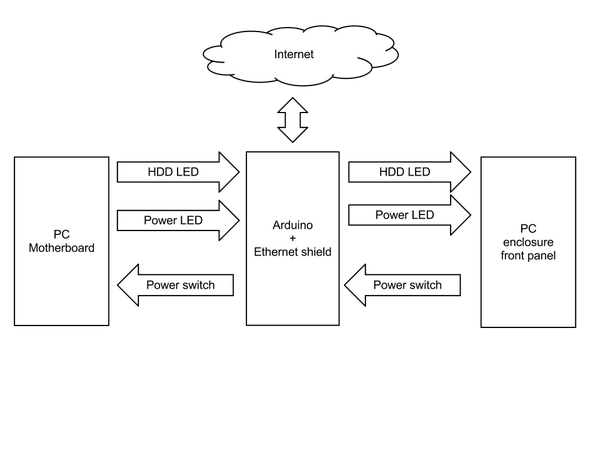 Internet
HDD LED
HDD LED
Power LED
Power LED
PC
Motherboard
Arduino
+
Ethernet shield
PC
enclosure
front panel
Power switch
Power switch